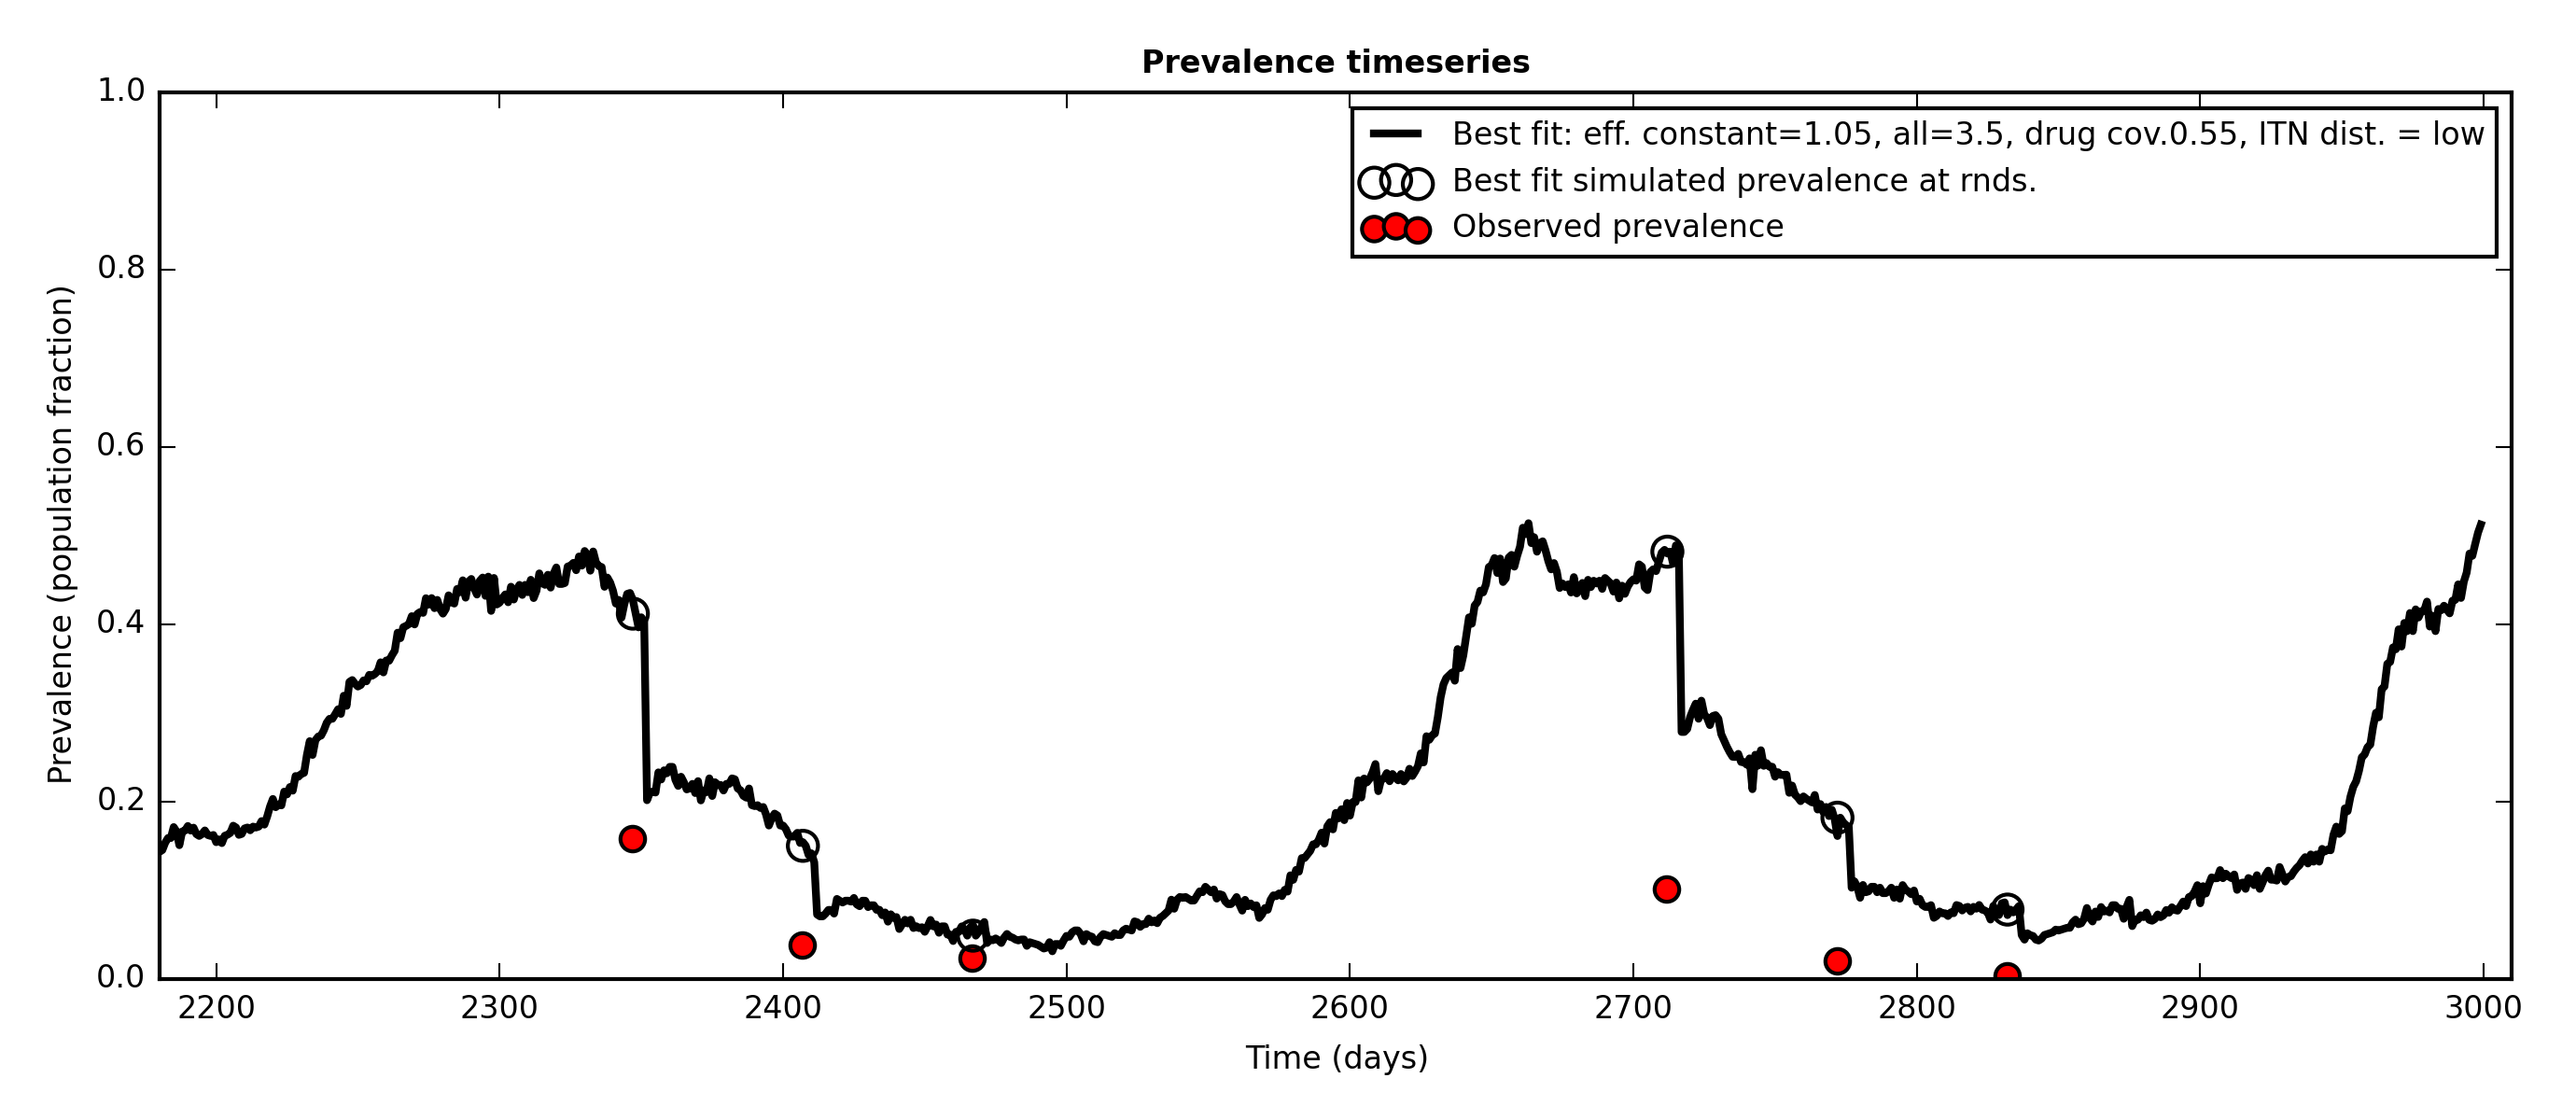 Prevalence timeseries
1.0
0.8
0.6
0.4
0.2
0.0
Prevalence (population fraction)
Best fit: eff. constant=1.05, all=3.5, drug cov.0.55, ITN dist. = low
Best fit simulated prevalence at rnds.
Observed prevalence
2200 2300 2400 2500 2600 2700 2800 2900 3000
Time (days)